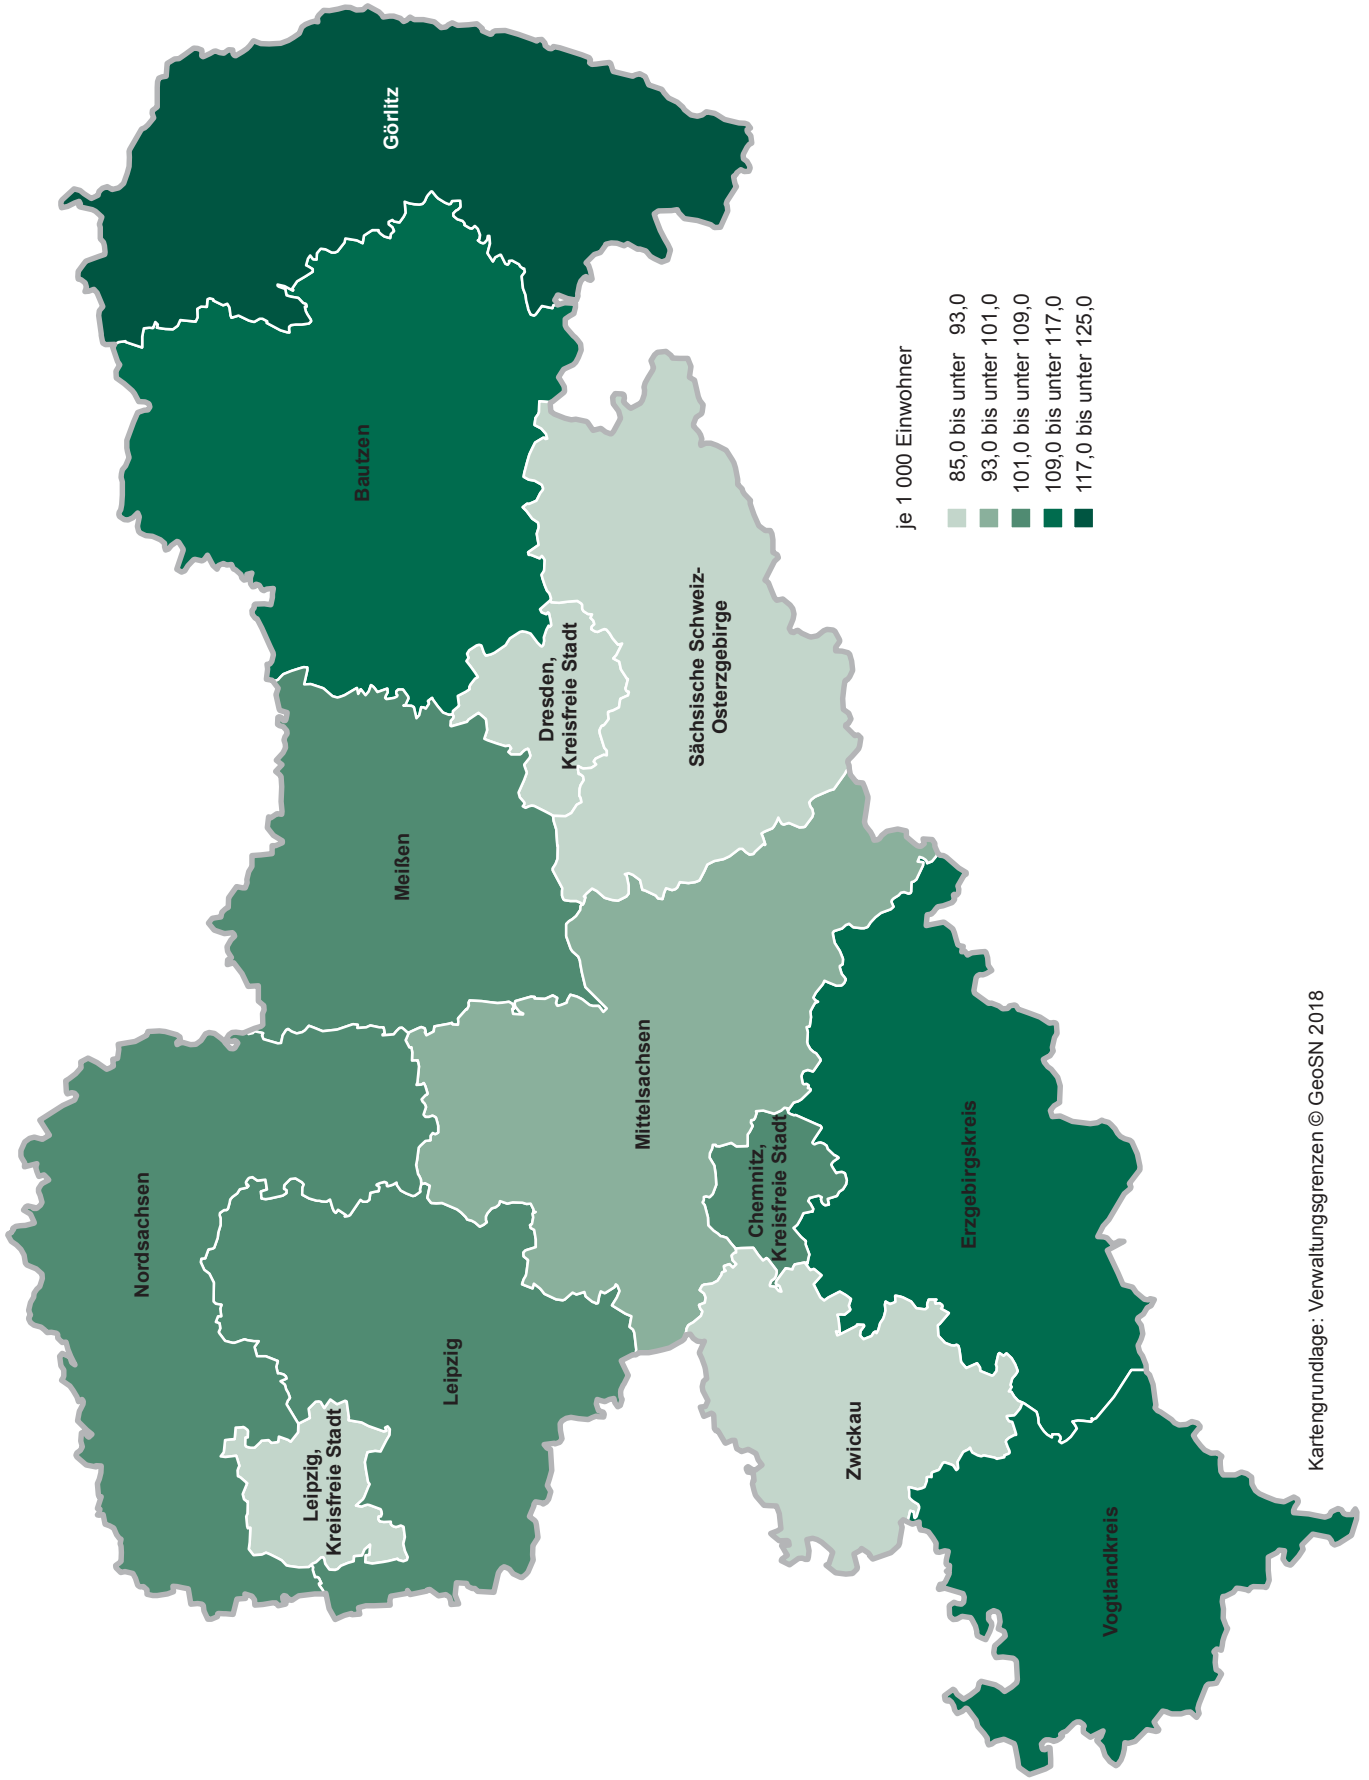 Nordsachsen
Leipzig,
Kreisfreie Stadt
Leipzig
Meißen
Bautzen
Görlitz
Dresden,
Kreisfreie Stadt
Sächsische Schweiz-
Osterzgebirge
Mittelsachsen
Chemnitz,
Kreisfreie Stadt
Zwickau
Erzgebirgskreis
Vogtlandkreis
je 1 000 Einwohner
85,0 bis unter 93,0
93,0 bis unter 101,0
101,0 bis unter 109,0
109,0 bis unter 117,0
117,0 bis unter 125,0
Kartengrundlage: Verwaltungsgrenzen © GeoSN 2018